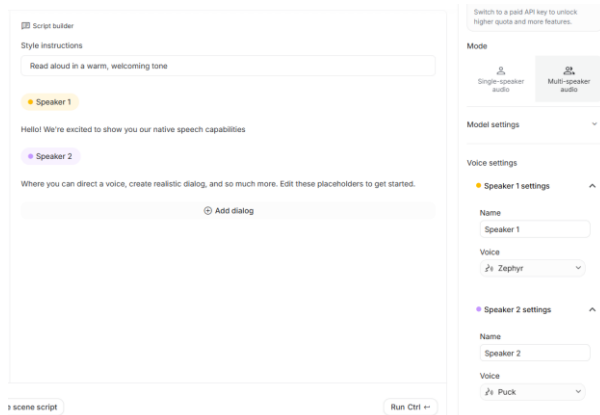 Script builder
Style instructions
Read aloud in a warm, welcoming tone
Speaker 1
Hello! We're excited to show you our native speech capabilities
Speaker 2
Where you can direct a voice, create realistic dialog, and so much more. Edit these placeholders to get started.
Add dialog
e scene script
Run Ctrl ↵
Switch to a paid API key to unlock
higher quota and more features.
Mode
Single-speaker
audio
Multi-speaker
audio
Model settings
Voice settings
Speaker 1 settings
Name
Speaker 1
Voice
Zephyr
Speaker 2 settings
Name
Speaker 2
Voice
Puck